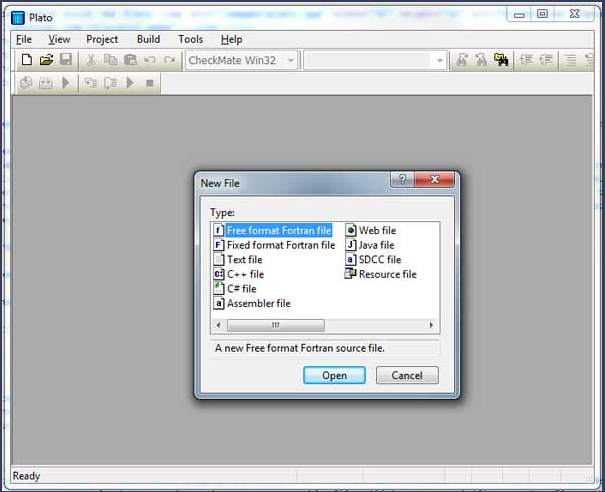 Plato
File View Project Build Tools Help
CheckMate Win32
New File
Type:
Free format Fortran file
Fixed format Fortran file
Text file
C++ file
C# file
Assembler file
Web file
Java file
SDCC file
Resource file
A new Free format Fortran source file.
Open Cancel
Ready